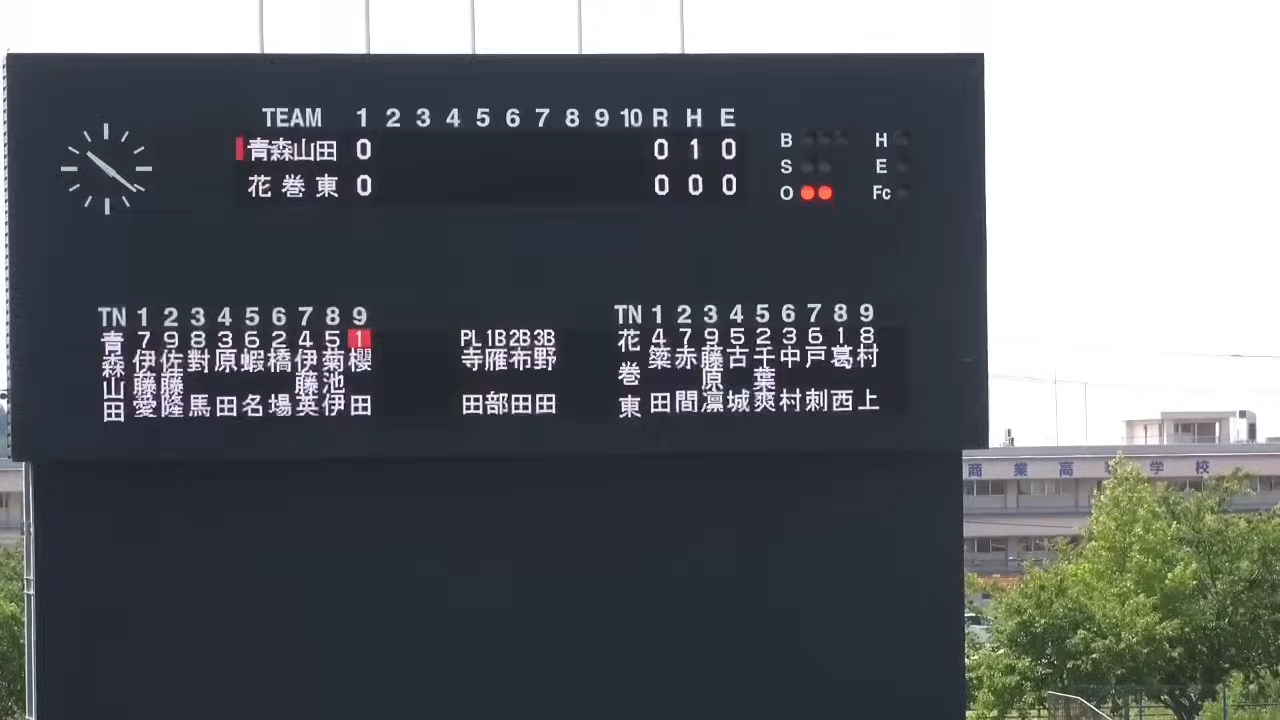 TEAM 1 2 3 4 5 6 7 8 9 10 R H E
青森山田 0 0 1 0
花巻東 0 0 0 0
B H
S E
O Fc
TN 1 2 3 4 5 6 7 8 9
青森山田
7 9 8 3 6 2 4 5 1
伊藤愛 佐藤隆 對馬 原田 蝦名 橋場 伊藤英 菊池伊 櫻田
PL 1B 2B 3B
寺田 雁部 布田 野田
TN 1 2 3 4 5 6 7 8 9
花巻東
4 7 9 5 2 3 6 1 8
簗田 赤間 藤原凛 古城 千葉爽 中村 戸刺 葛西 村上
商業高等学校